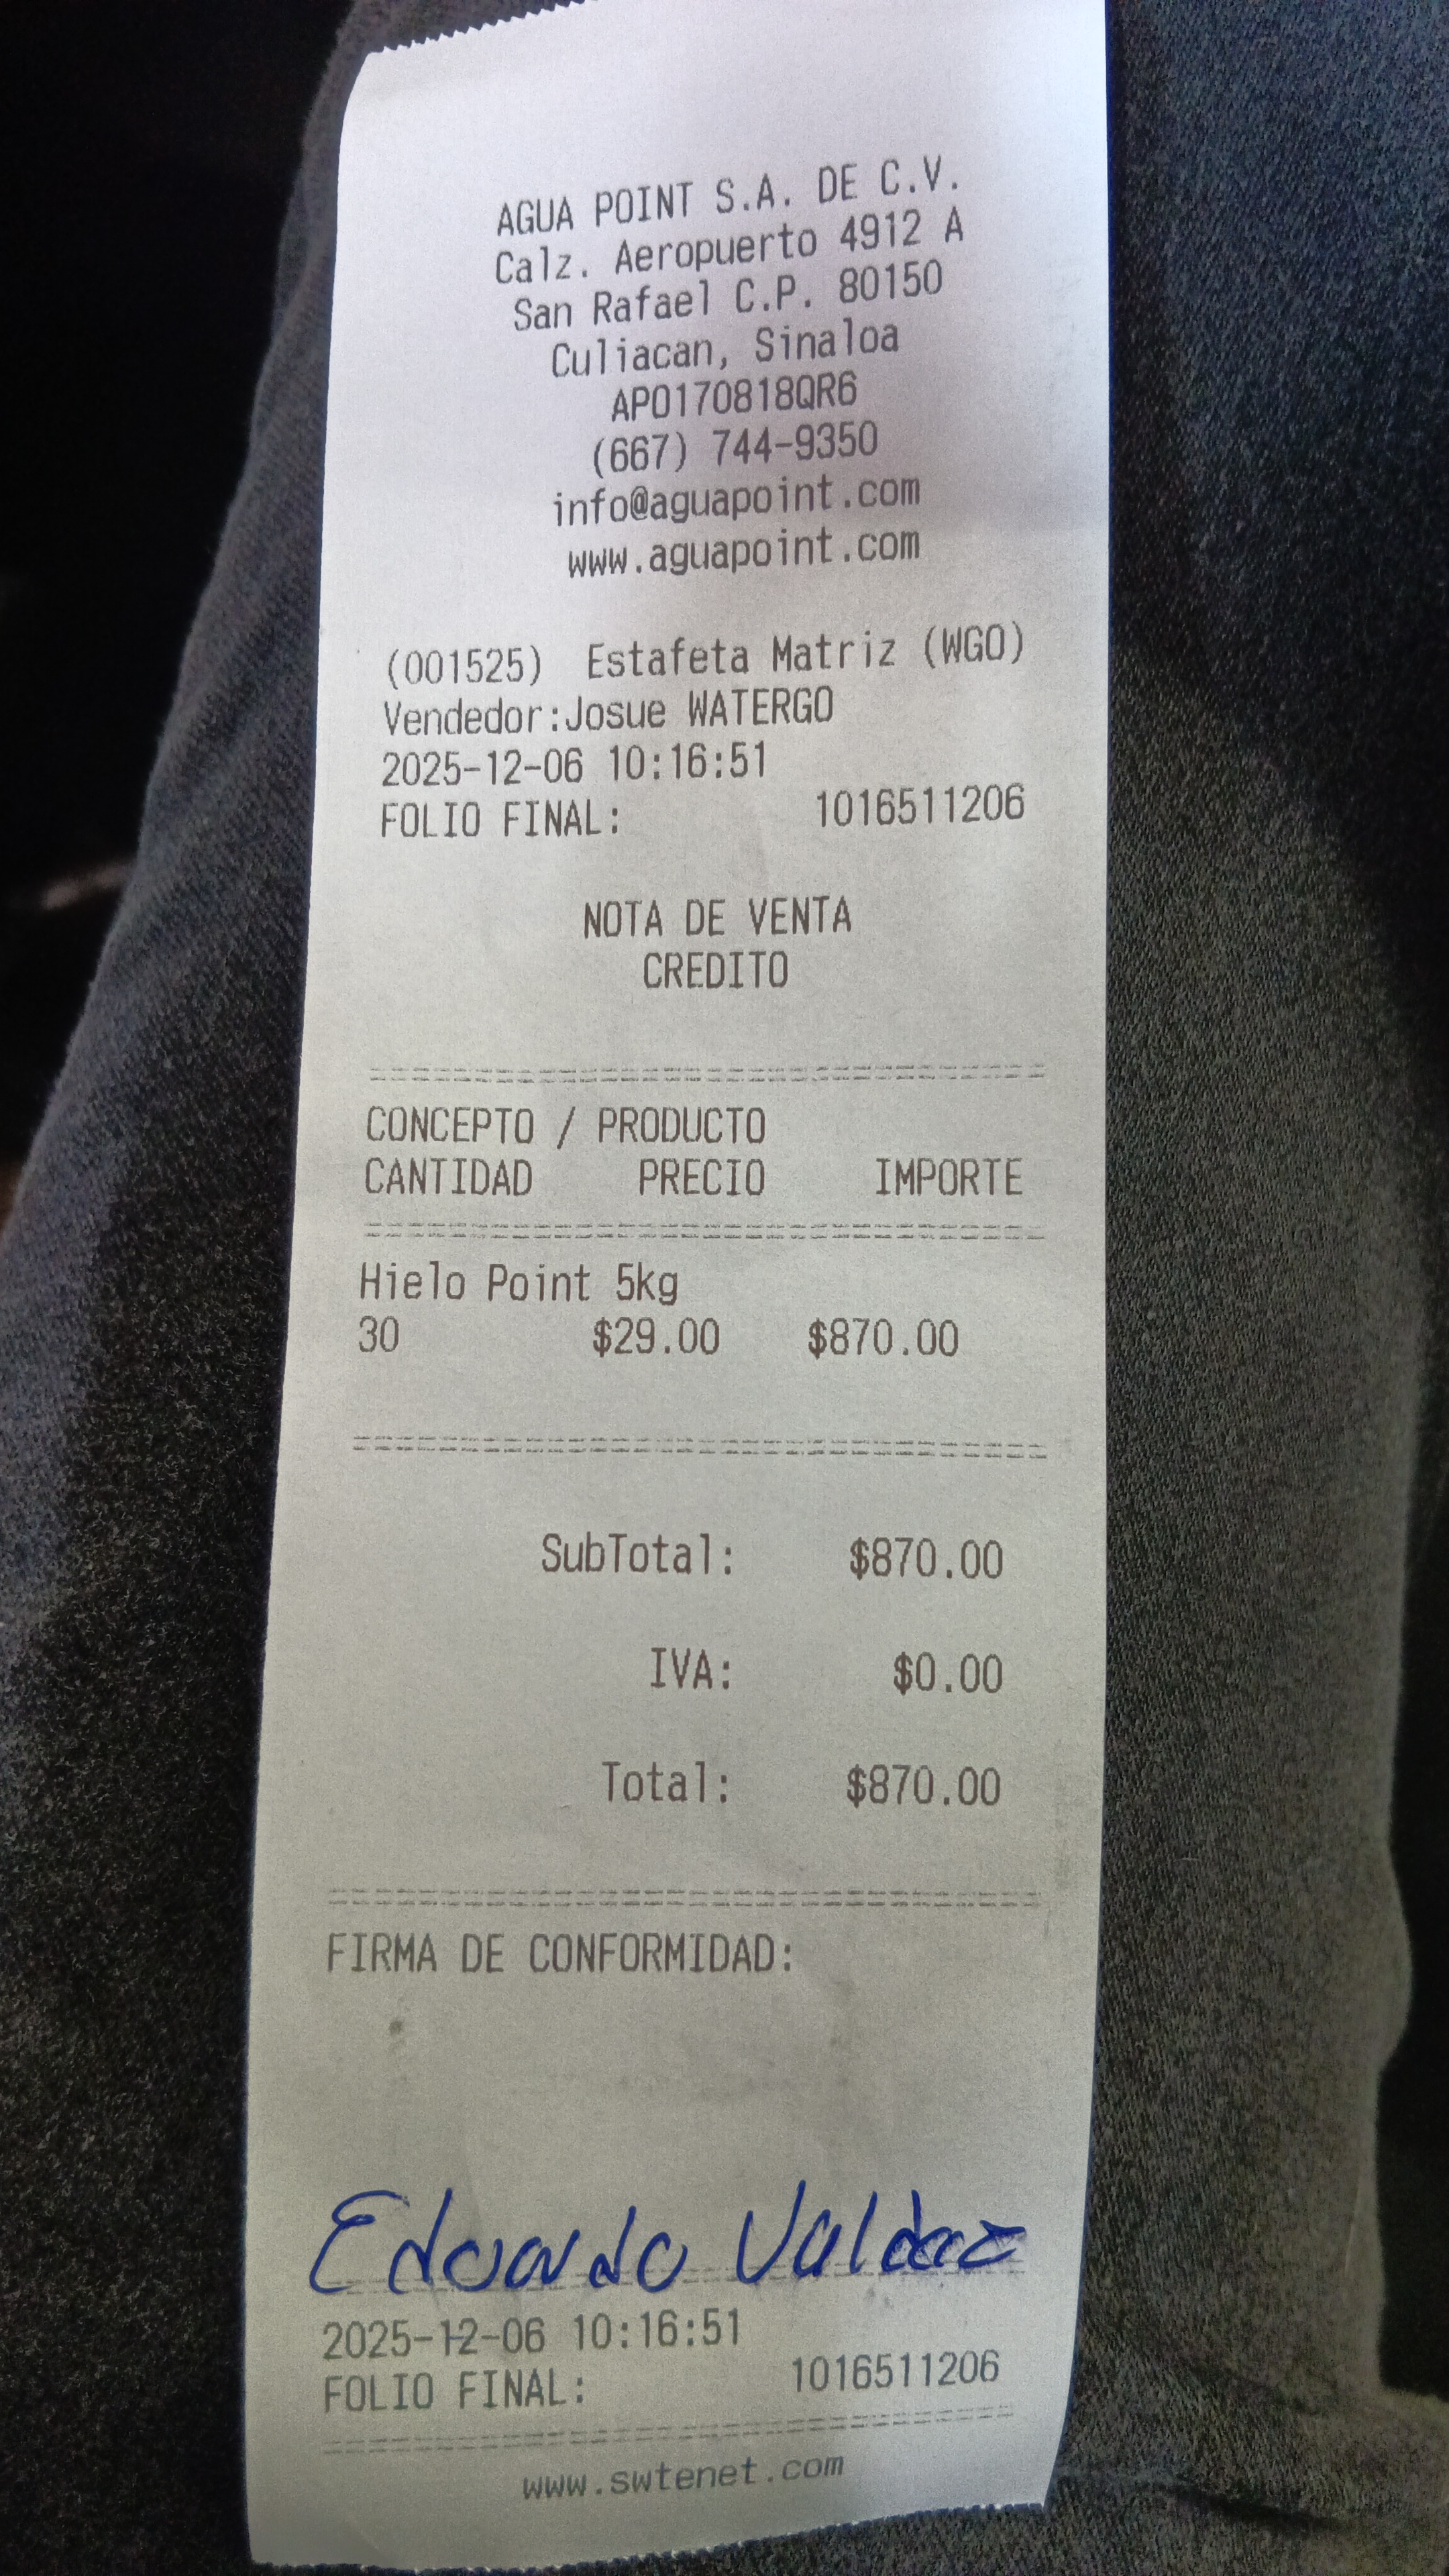 AGUA POINT S.A. DE C.V.
Calz. Aeropuerto 4912 A
San Rafael C.P. 80150
Culiacan, Sinaloa
APO170818QR6
(667) 744-9350
info@aguapoint.com
www.aguapoint.com
(001525) Estafeta Matriz (WGO)
Vendedor:Josue WATERGO
2025-12-06 10:16:51
FOLIO FINAL: 1016511206
NOTA DE VENTA
CREDITO
CONCEPTO / PRODUCTO
CANTIDAD PRECIO IMPORTE
Hielo Point 5kg
30 $29.00 $870.00
SubTotal: $870.00
IVA: $0.00
Total: $870.00
FIRMA DE CONFORMIDAD:
Eduardo Valdez
2025-12-06 10:16:51
FOLIO FINAL: 1016511206
www.swtenet.com